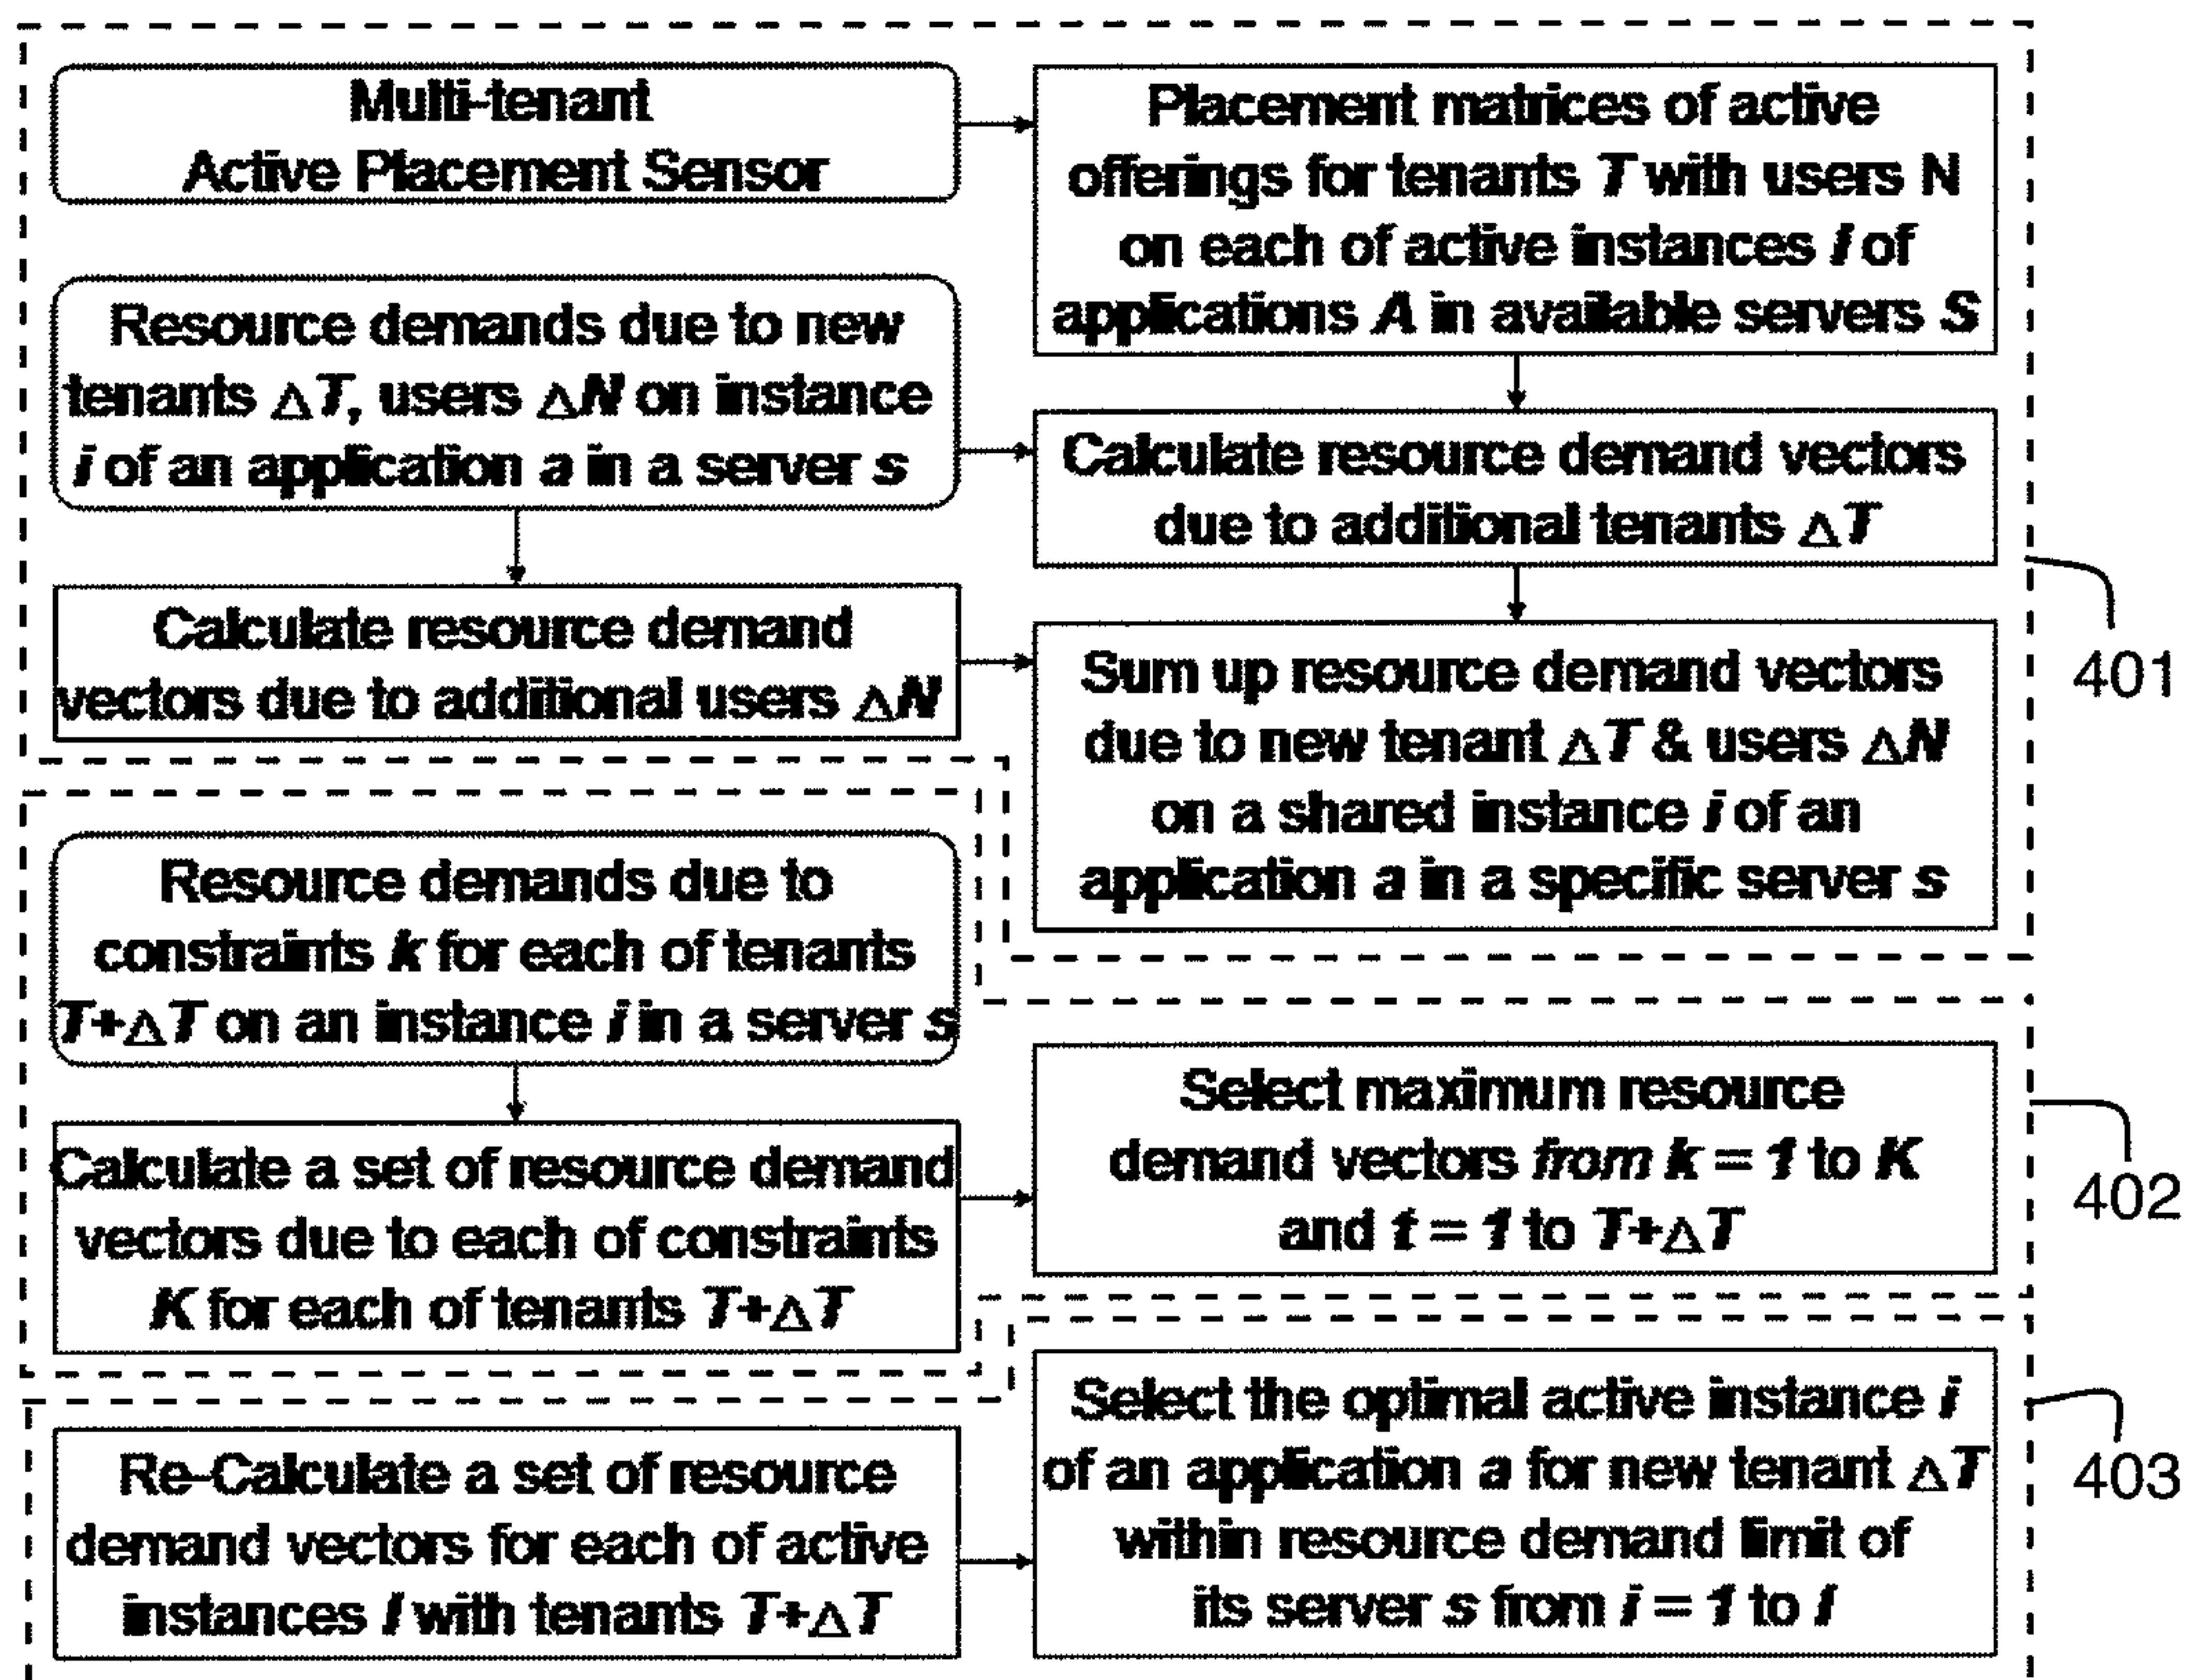 Multi-tenant
Active Placement Sensor
Placement matrices of active
offerings for tenants T with users N
on each of active instances I of
applications A in available servers S
Resource demands due to new
tenants ΔT, users ΔN on instance
i of an application a in a server s
Calculate resource demand vectors
due to additional tenants ΔT
Calculate resource demand
vectors due to additional users ΔN
Sum up resource demand vectors
due to new tenant ΔT & users ΔN
on a shared instance i of an
application a in a specific server s
401
Resource demands due to
constraints k for each of tenants
T+ΔT on an instance i in a server s
Calculate a set of resource demand
vectors due to each of constraints
K for each of tenants T+ΔT
Select maximum resource
demand vectors from k = 1 to K
and t = 1 to T+ΔT
402
Re-Calculate a set of resource
demand vectors for each of active
instances I with tenants T+ΔT
Select the optimal active instance i
of an application a for new tenant ΔT
within resource demand limit of
its server s from i = 1 to I
403